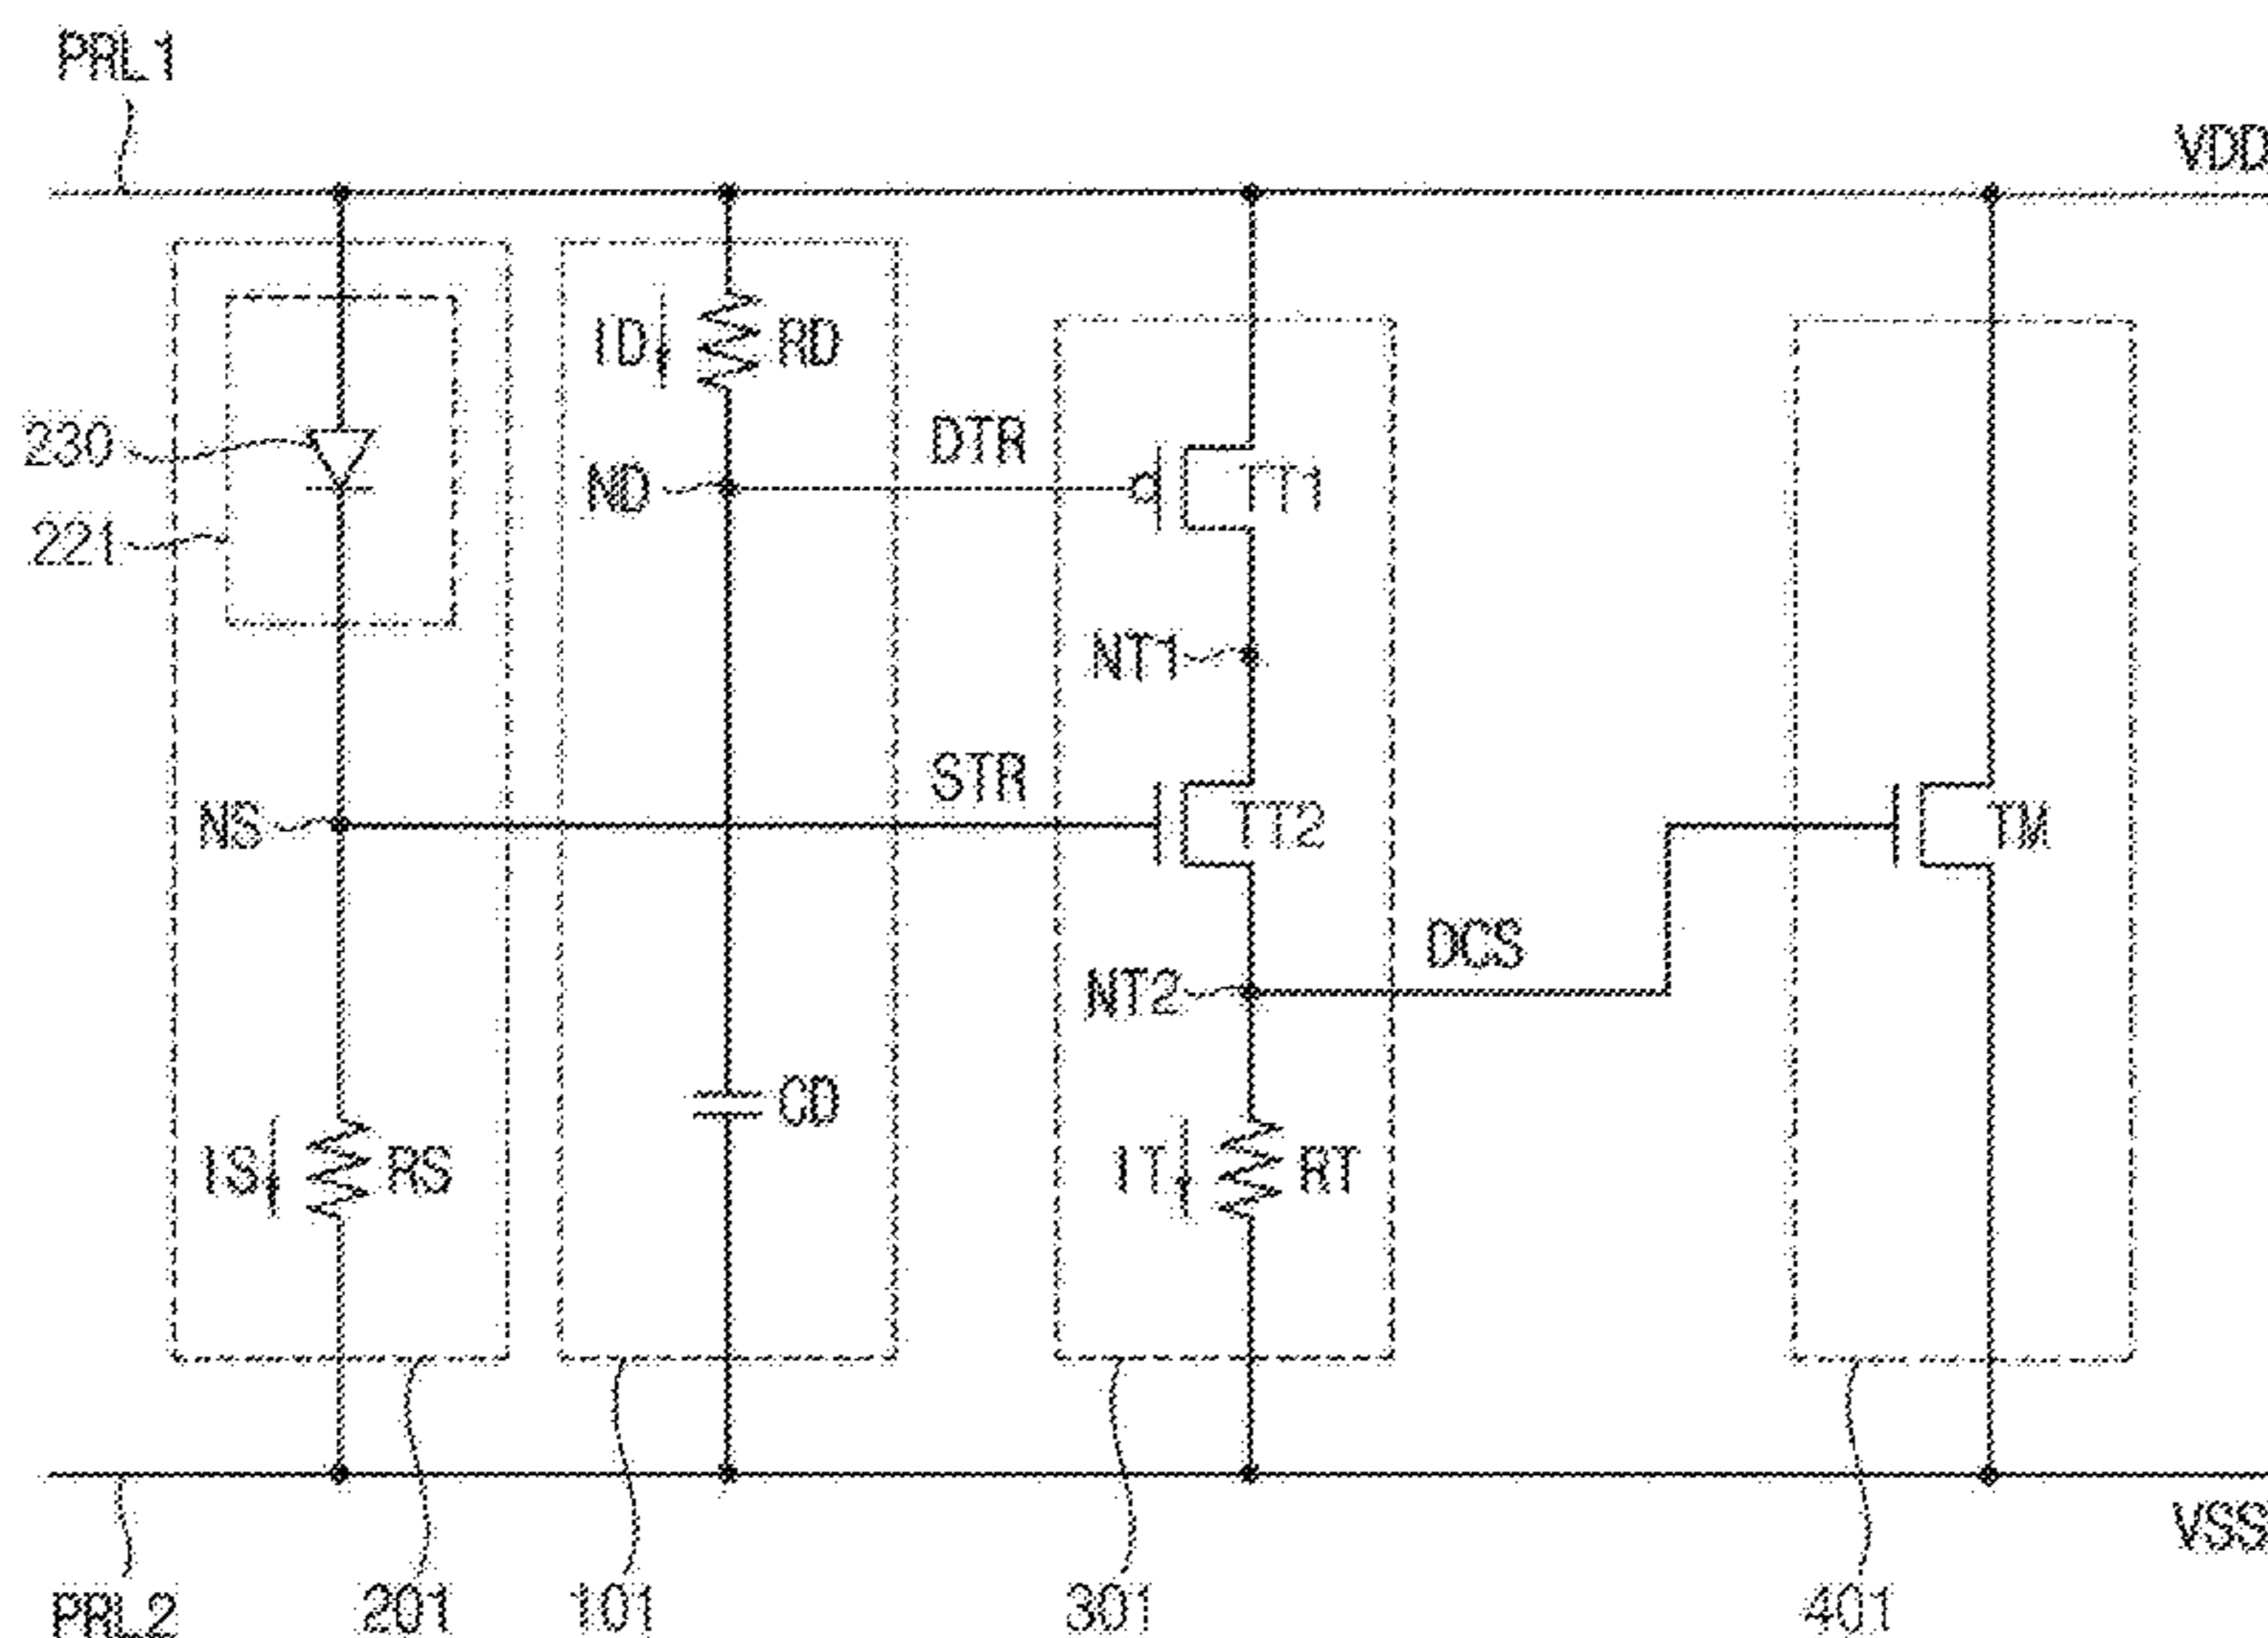 PRL1
VDD
ID
RD
230
DTR
ND
TT1
221
NT1
STR
NS
TT2
TM
DCS
NT2
CD
IS
RS
IT
RT
VSS
PRL2
201
101
301
401